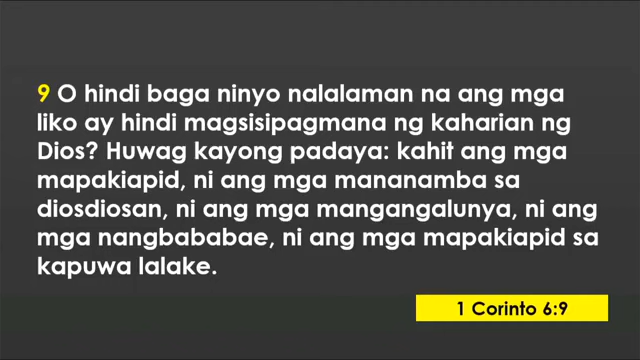 9 O hindi baga ninyo nalalaman na ang mga
liko ay hindi magsisipagmana ng kaharian ng
Dios? Huwag kayong padaya: kahit ang mga
mapakiapid, ni ang mga mananamba sa
diosdiosan, ni ang mga mangangalunya, ni ang
mga nangbababae, ni ang mga mapakiapid sa
kapuwa lalake.
1 Corinto 6:9